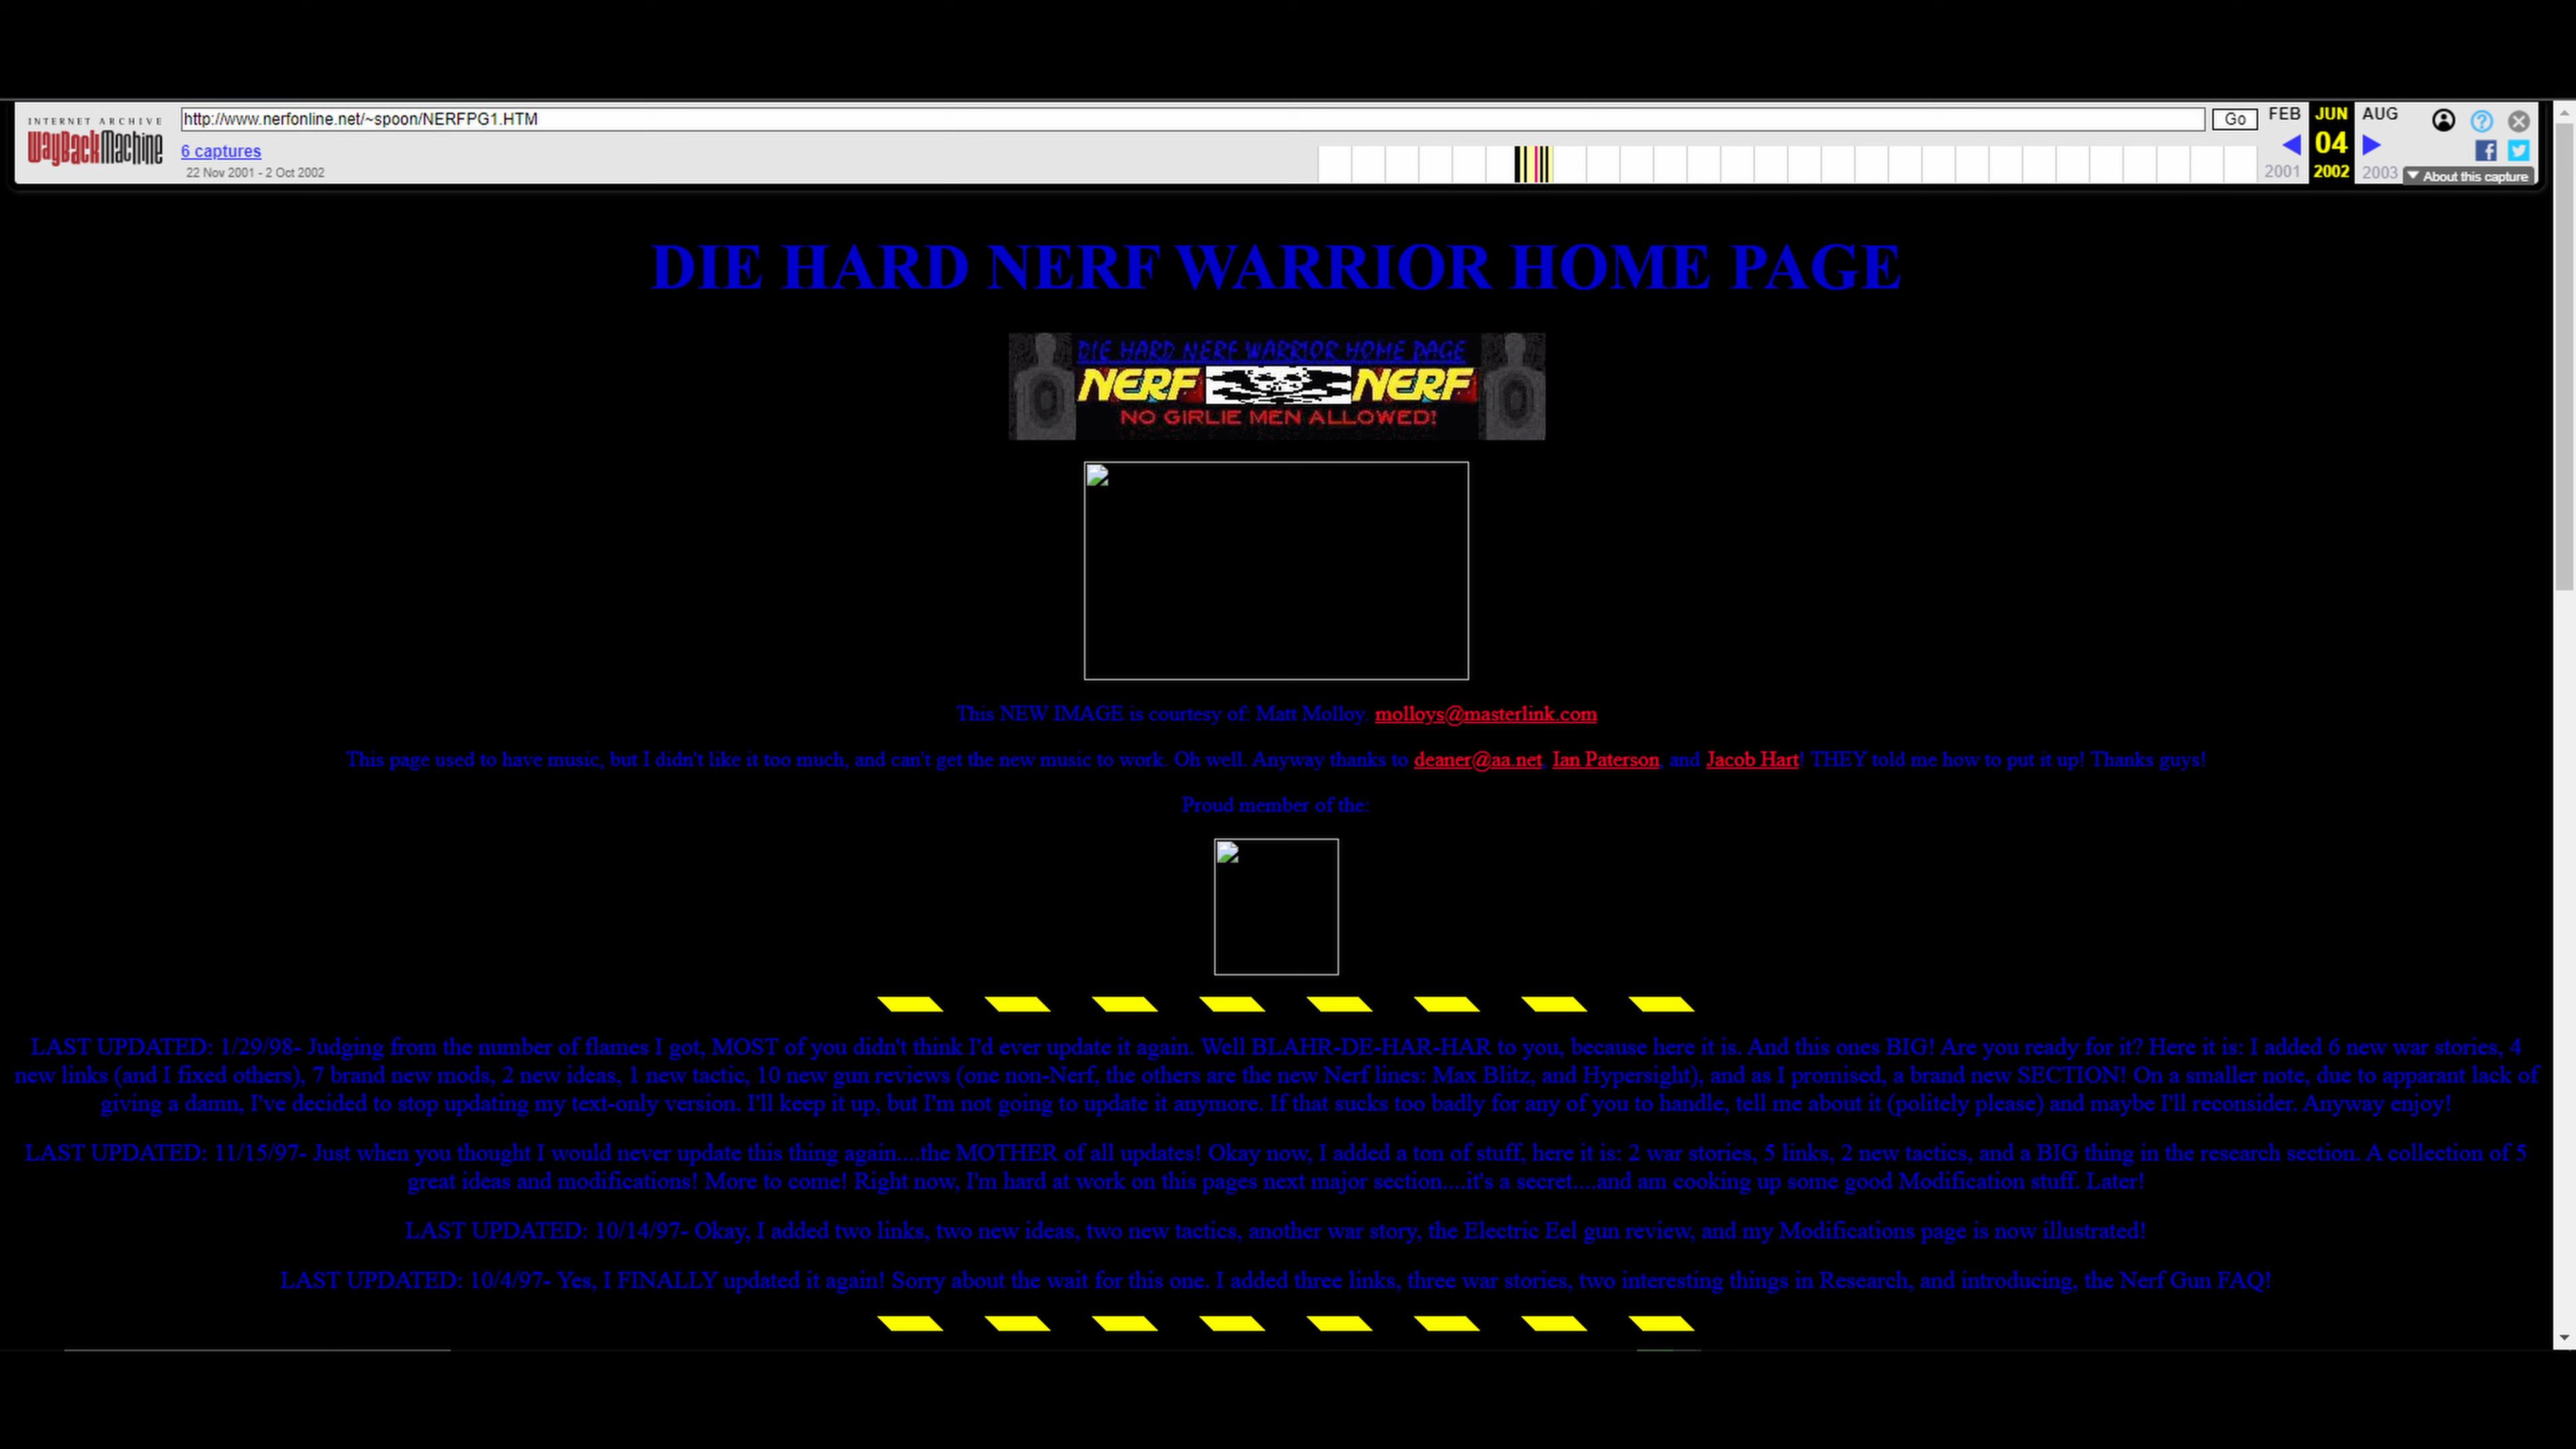 INTERNET ARCHIVE
WayBackMachine
http://www.nerfonline.net/~spoon/NERFPG1.HTM
Go
FEB JUN AUG
6 captures
04
22 Nov 2001 - 2 Oct 2002
2001 2002 2003
▼ About this capture
DIE HARD NERF WARRIOR HOME PAGE
DIE HARD NERF WARRIOR HOME PAGE
NERF NERF
NO GIRLIE MEN ALLOWED!
This NEW IMAGE is courtesy of: Matt Molloy. molloys@masterlink.com
This page used to have music, but I didn't like it too much, and can't get the new music to work. Oh well. Anyway thanks to deaner@aa.net, Ian Paterson, and Jacob Hart! THEY told me how to put it up! Thanks guys!
Proud member of the:
LAST UPDATED: 1/29/98- Judging from the number of flames I got, MOST of you didn't think I'd ever update it again. Well BLAHR-DE-HAR-HAR to you, because here it is. And this ones BIG! Are you ready for it? Here it is: I added 6 new war stories, 4
new links (and I fixed others), 7 brand new mods, 2 new ideas, 1 new tactic, 10 new gun reviews (one non-Nerf, the others are the new Nerf lines: Max Blitz, and Hypersight), and as I promised, a brand new SECTION! On a smaller note, due to apparant lack of
giving a damn, I've decided to stop updating my text-only version. I'll keep it up, but I'm not going to update it anymore. If that sucks too badly for any of you to handle, tell me about it (politely please) and maybe I'll reconsider. Anyway enjoy!
LAST UPDATED: 11/15/97- Just when you thought I would never update this thing again....the MOTHER of all updates! Okay now, I added a ton of stuff, here it is: 2 war stories, 5 links, 2 new tactics, and a BIG thing in the research section. A collection of 5
great ideas and modifications! More to come! Right now, I'm hard at work on this pages next major section....it's a secret....and am cooking up some good Modification stuff. Later!
LAST UPDATED: 10/14/97- Okay, I added two links, two new ideas, two new tactics, another war story, the Electric Eel gun review, and my Modifications page is now illustrated!
LAST UPDATED: 10/4/97- Yes, I FINALLY updated it again! Sorry about the wait for this one. I added three links, three war stories, two interesting things in Research, and introducing, the Nerf Gun FAQ!